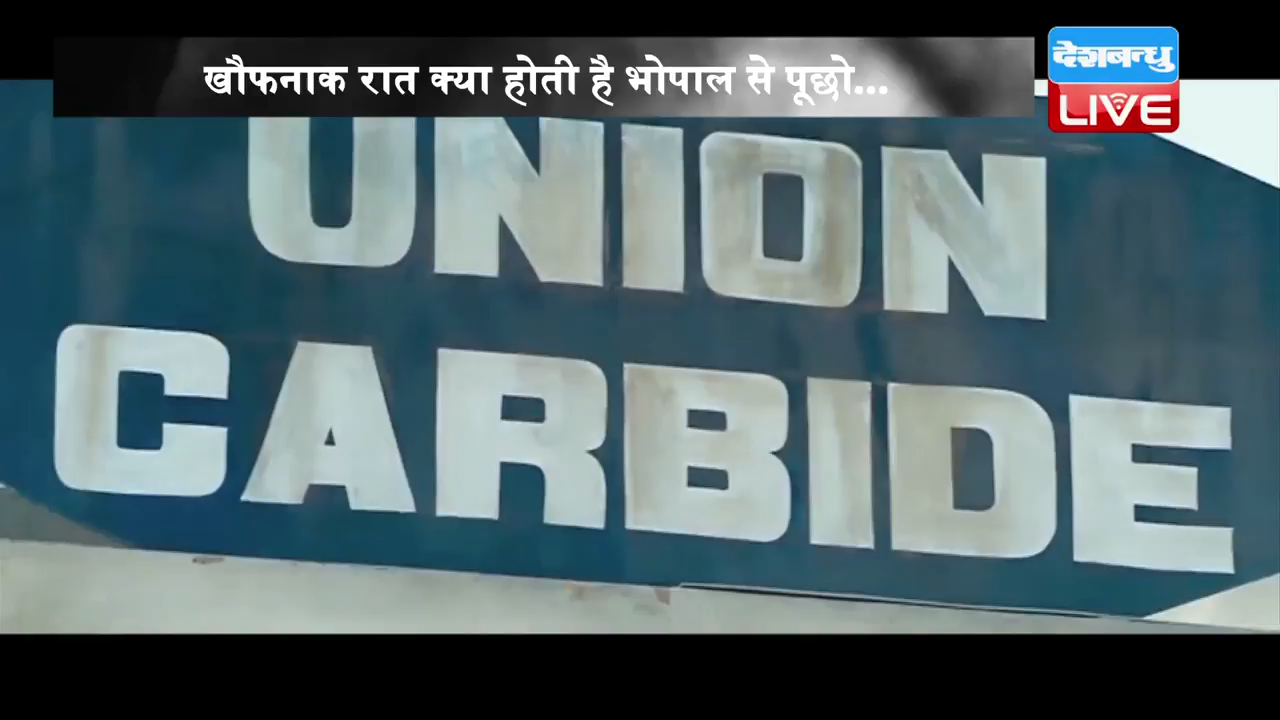 खौफनाक रात क्या होती है भोपाल से पूछो...
देशबन्धु
LIVE
UNION
CARBIDE